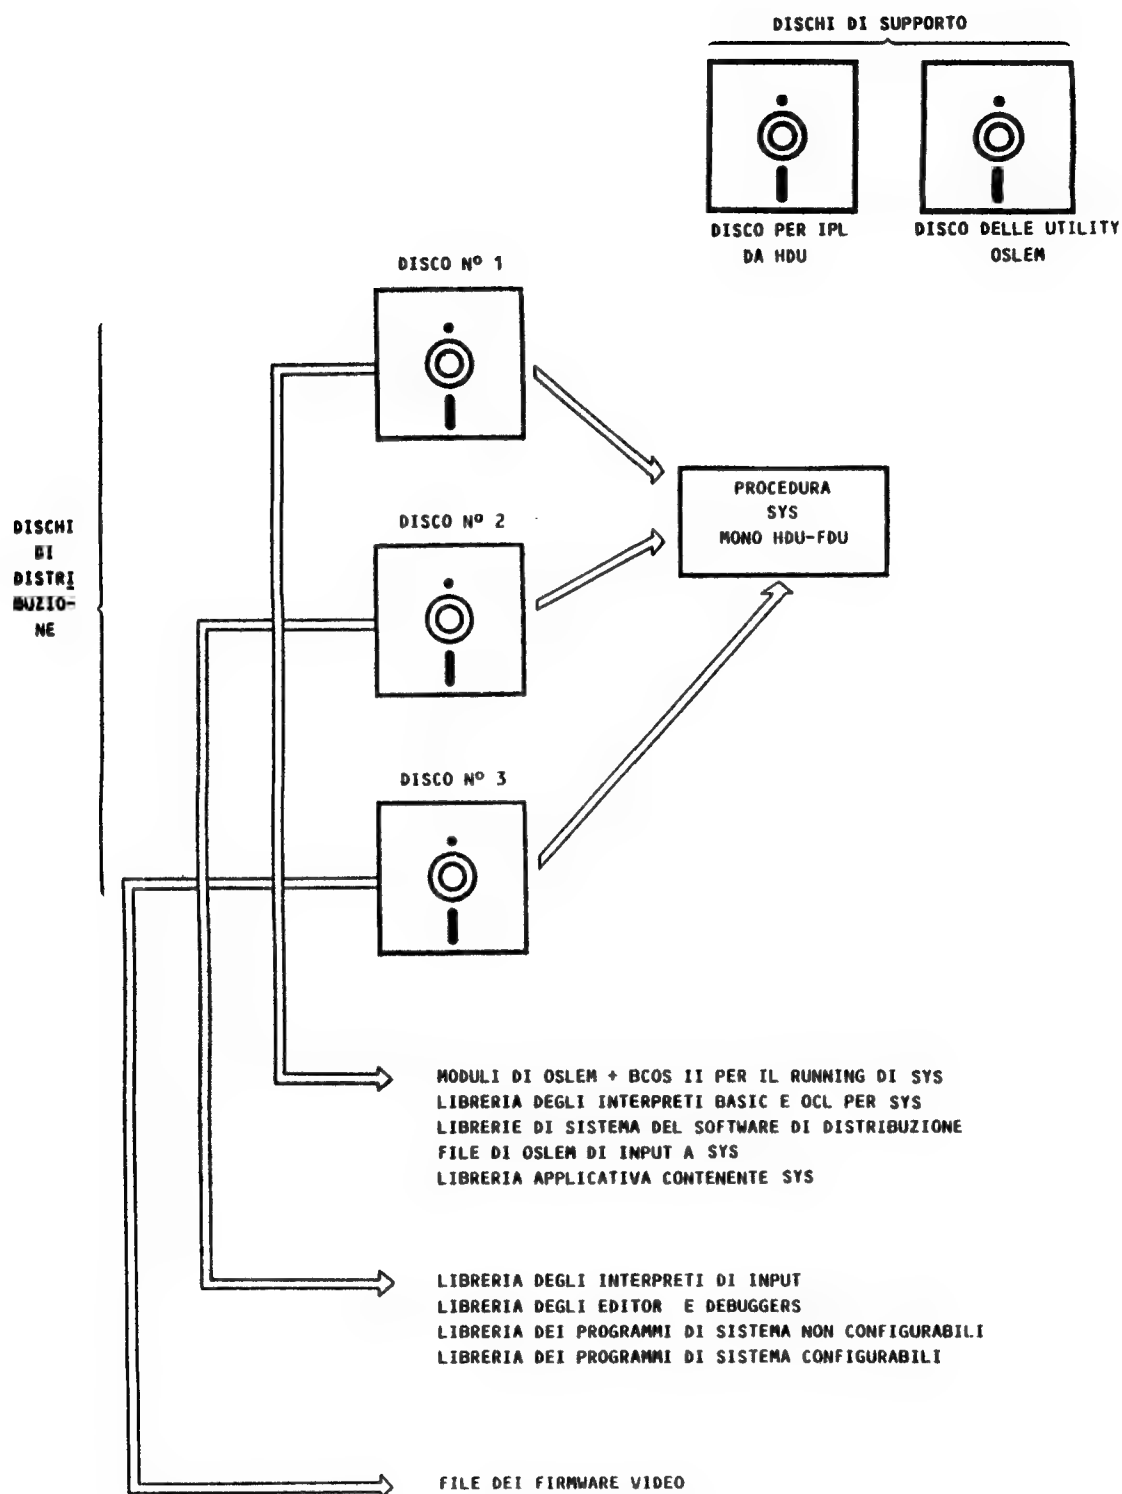 DISCHI DI SUPPORTO
DISCO PER IPL
DA HDU
DISCO DELLE UTILITY
OSLEM
DISCO Nº 1
DISCHI
DI
DISTRI
BUZIO-
NE
PROCEDURA
SYS
MONO HDU-FDU
DISCO Nº 2
DISCO Nº 3
MODULI DI OSLEM + BCOS II PER IL RUNNING DI SYS
LIBRERIA DEGLI INTERPRETI BASIC E OCL PER SYS
LIBRERIE DI SISTEMA DEL SOFTWARE DI DISTRIBUZIONE
FILE DI OSLEM DI INPUT A SYS
LIBRERIA APPLICATIVA CONTENENTE SYS
LIBRERIA DEGLI INTERPRETI DI INPUT
LIBRERIA DEGLI EDITOR E DEBUGGERS
LIBRERIA DEI PROGRAMMI DI SISTEMA NON CONFIGURABILI
LIBRERIA DEI PROGRAMMI DI SISTEMA CONFIGURABILI
FILE DEI FIRMWARE VIDEO